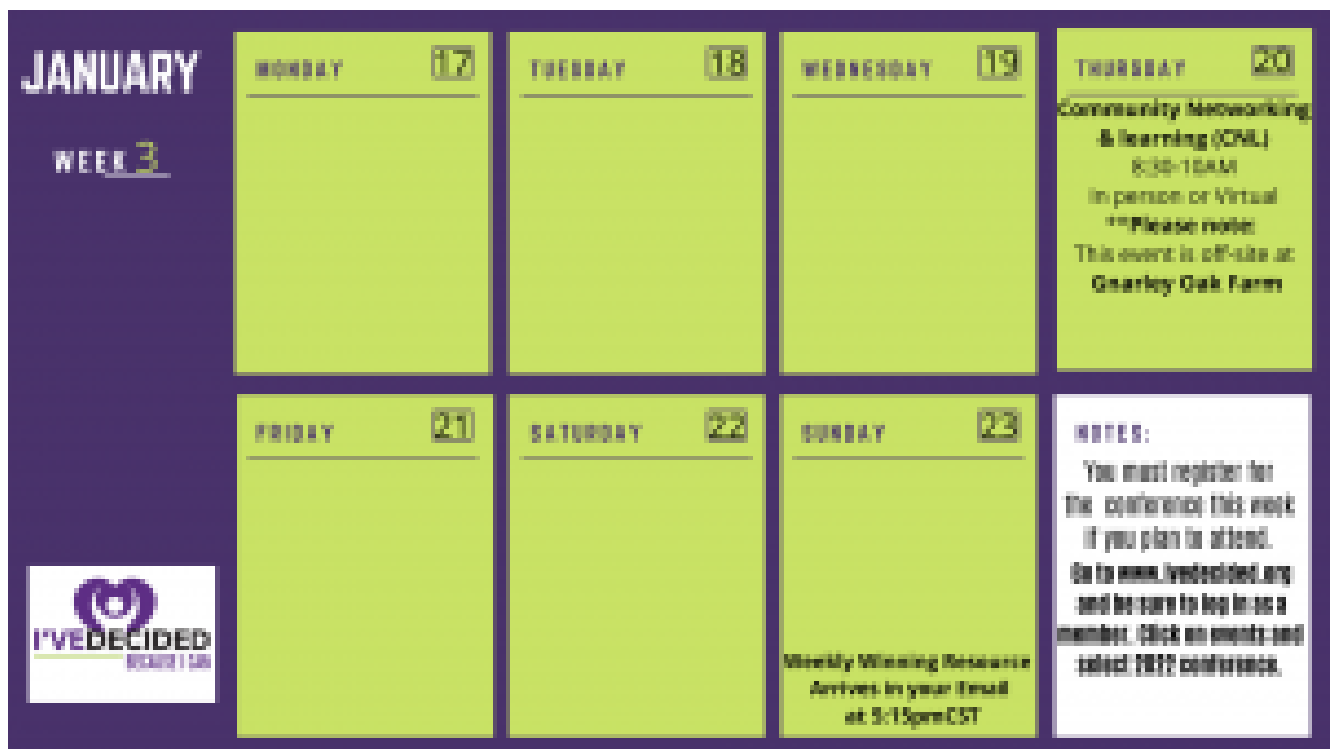 JANUARY
WEEK 3
MONDAY 17
TUESDAY 18
WEDNESDAY 19
THURSDAY 20
Community Networking
& learning (CNL)
8:30-10AM
In person or Virtual
**Please note:
This event is off-site at
Gnarley Oak Farm
FRIDAY 21
SATURDAY 22
SUNDAY 23
Weekly Winning Resource
Arrives in your Email
at 5:15pmCST
NOTES:
You must register for
the conference this week
if you plan to attend.
Go to www.ivedecided.org
and be sure to log in as a
member. Click on events and
select 2022 conference.
I'VEDECIDED
BECAUSE I CAN